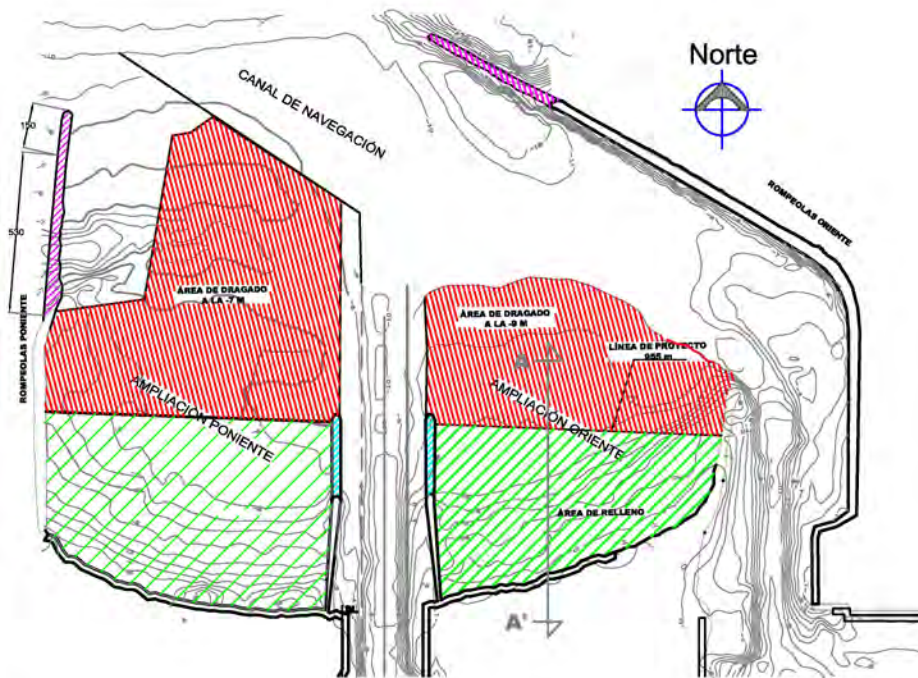 Norte
CANAL DE NAVEGACIÓN
150
530
ROMPEOLAS ORIENTE
ROMPEOLAS PONIENTE
ÁREA DE DRAGADO
A LA -7 M
ÁREA DE DRAGADO
A LA -9 M
LÍNEA DE PROYECTO
955 m
A
AMPLIACIÓN PONIENTE
AMPLIACIÓN ORIENTE
ÁREA DE RELLENO
A'